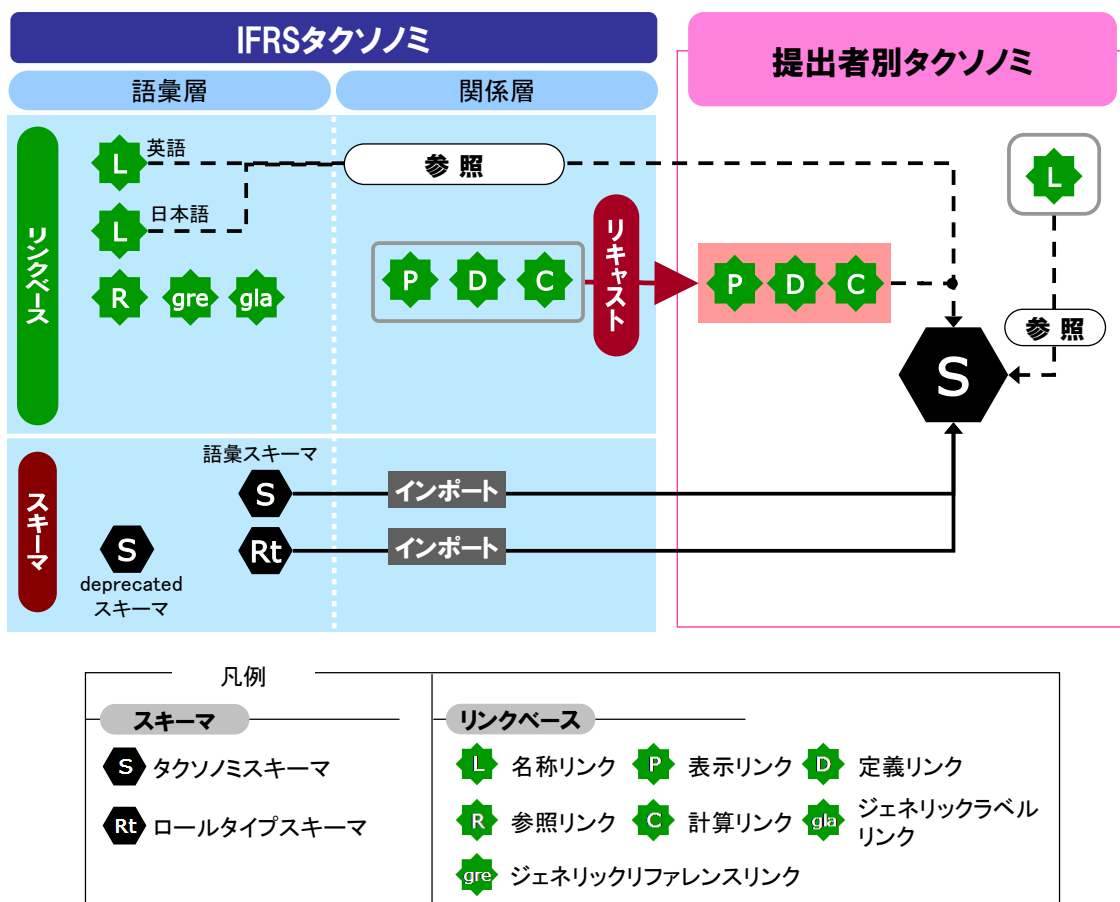 IFRSタクソノミ
提出者別タクソノミ
語彙層
関係層
リンクベース
L
英語
参 照
L
L
日本語
リキャスト
R
gre
gla
P
D
C
P
D
C
参 照
S
スキーマ
語彙スキーマ
S
インポート
S
deprecated
スキーマ
Rt
インポート
凡例
スキーマ
リンクベース
S タクソノミスキーマ
L 名称リンク
P 表示リンク
D 定義リンク
Rt ロールタイプスキーマ
R 参照リンク
C 計算リンク
gla ジェネリックラベル
リンク
gre ジェネリックリファレンスリンク